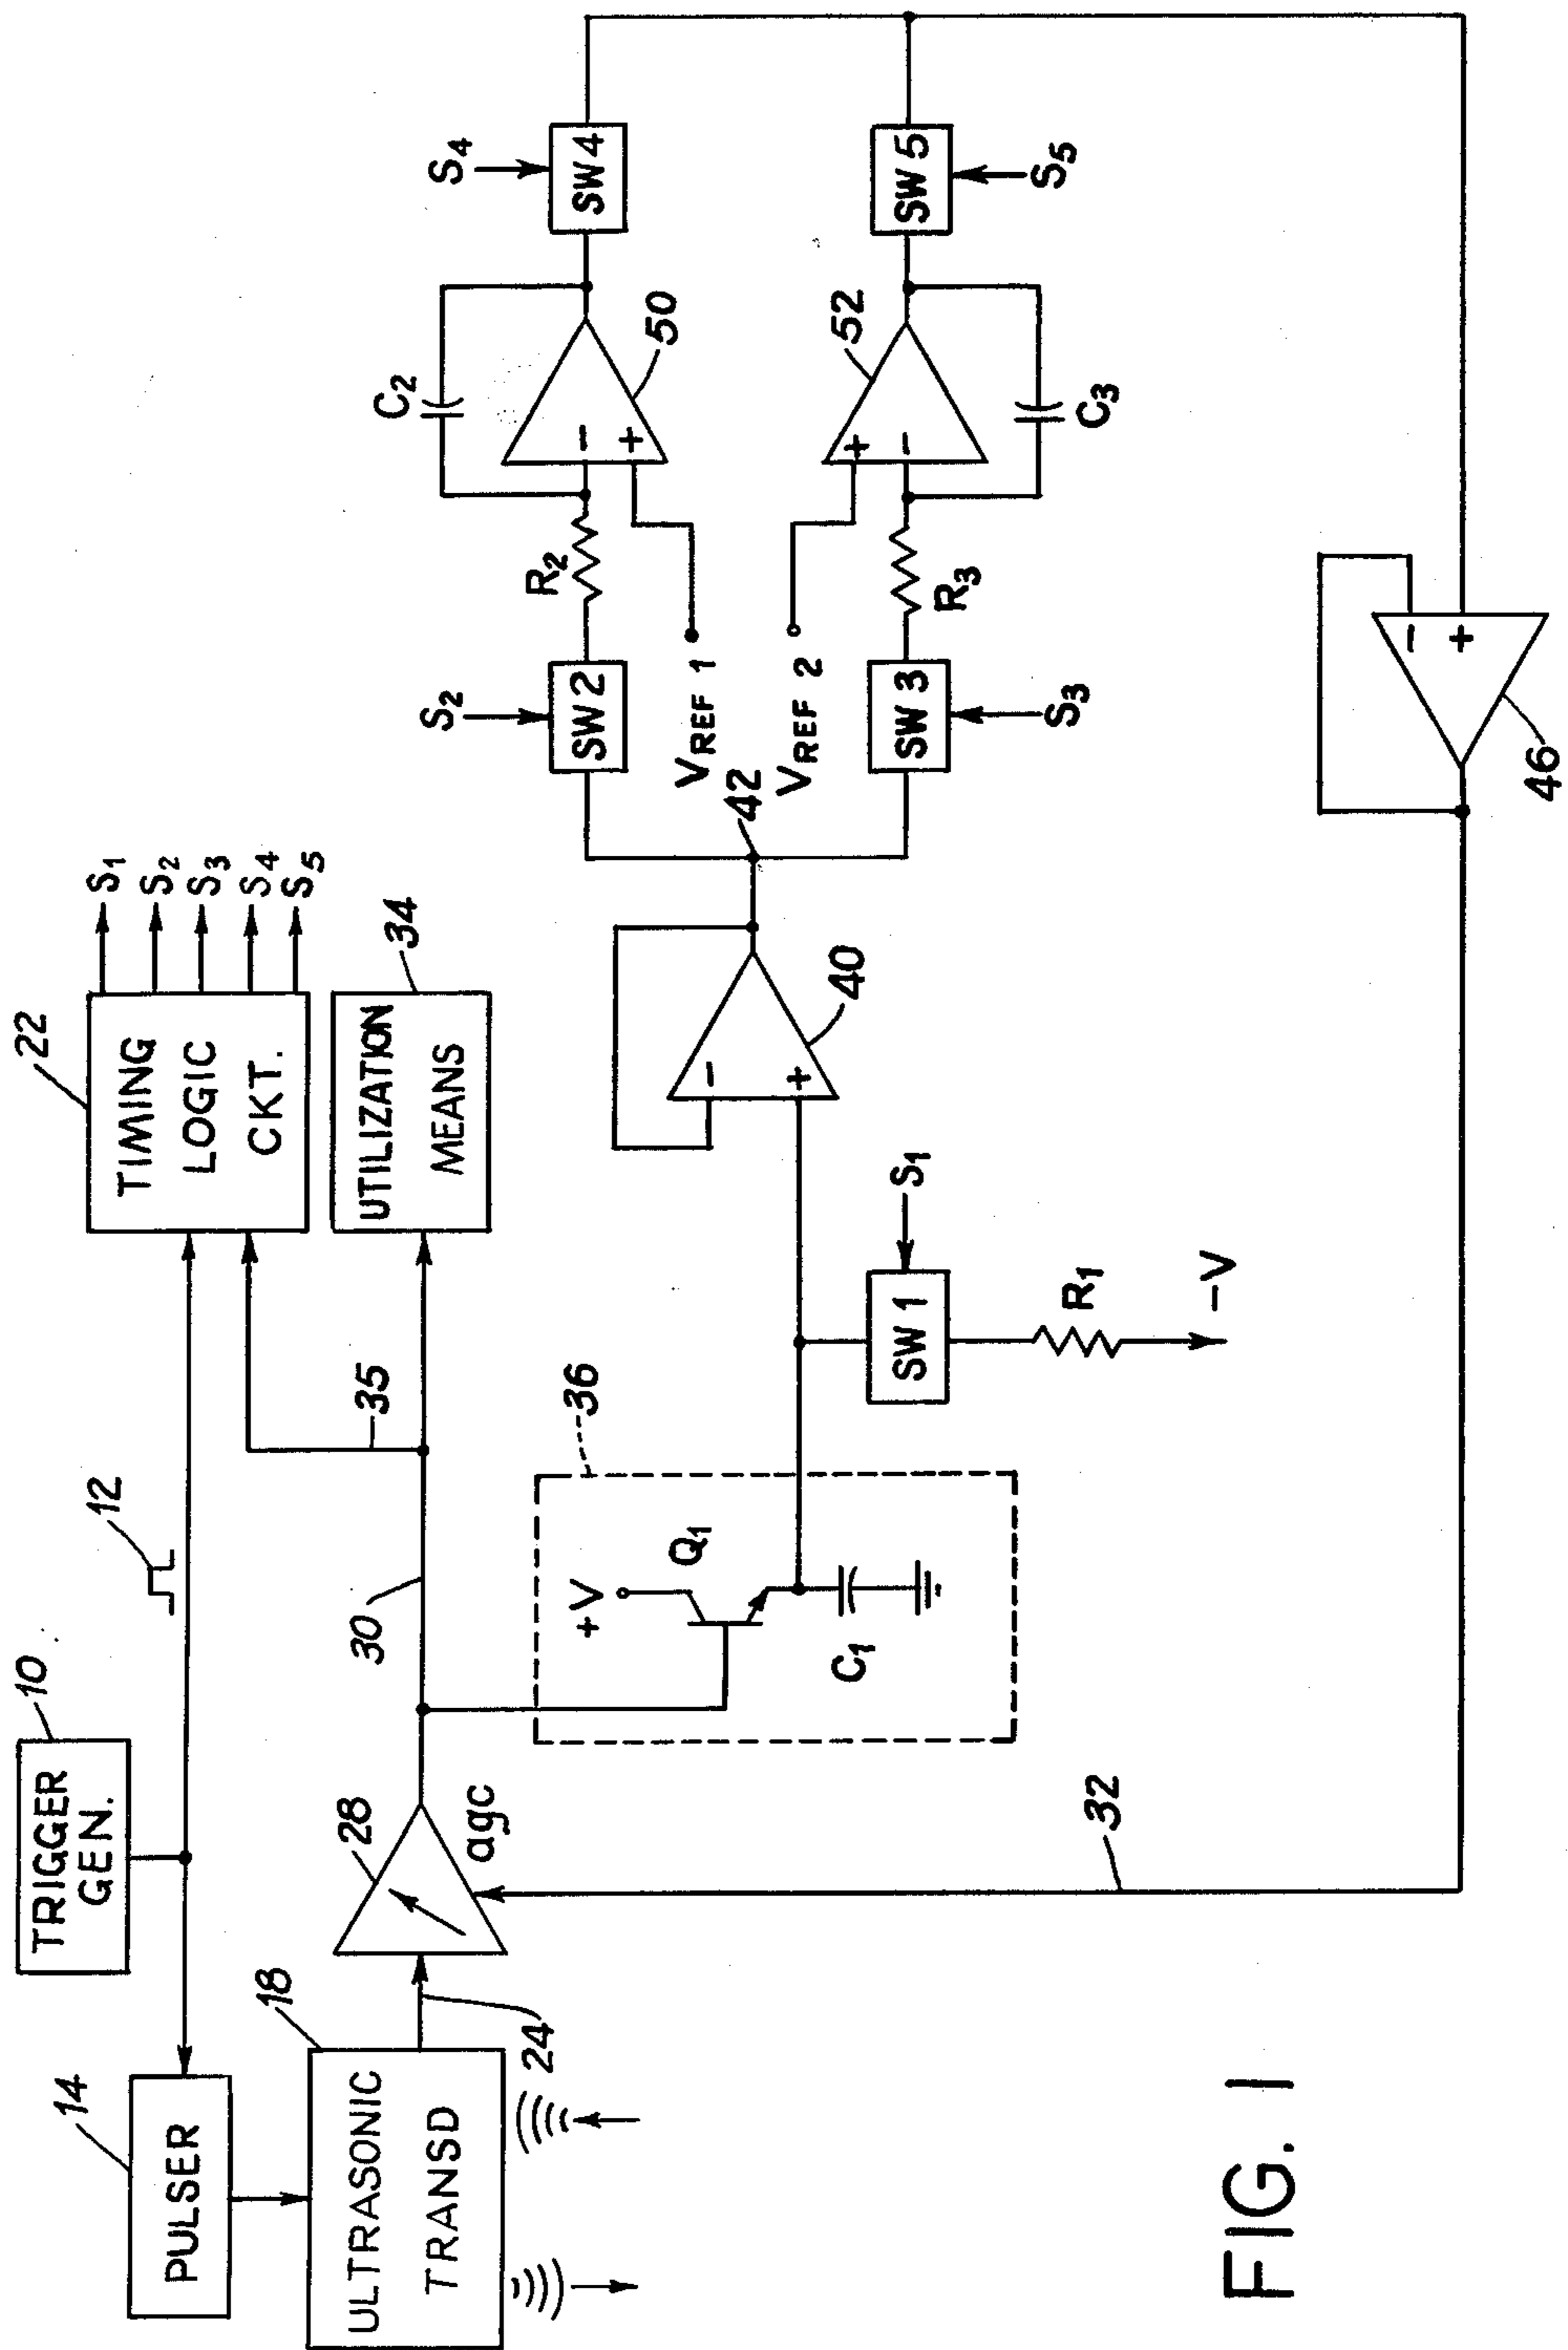 10
TRIGGER
GEN.
12
22
TIMING
LOGIC
CKT.
S1
S2
S3
S4
S5
14
PULSER
18
ULTRASONIC
TRANSD
24
28
agc
30
35
34
UTILIZATION
MEANS
36
+V
Q1
C1
S1
SW 1
R1
-V
-
+
40
42
S2
SW 2
R2
C2
-
+
50
S4
SW 4
VREF 1
VREF 2
S3
SW 3
R3
C3
+
-
52
SW 5
S5
-
+
46
32
FIG. 1